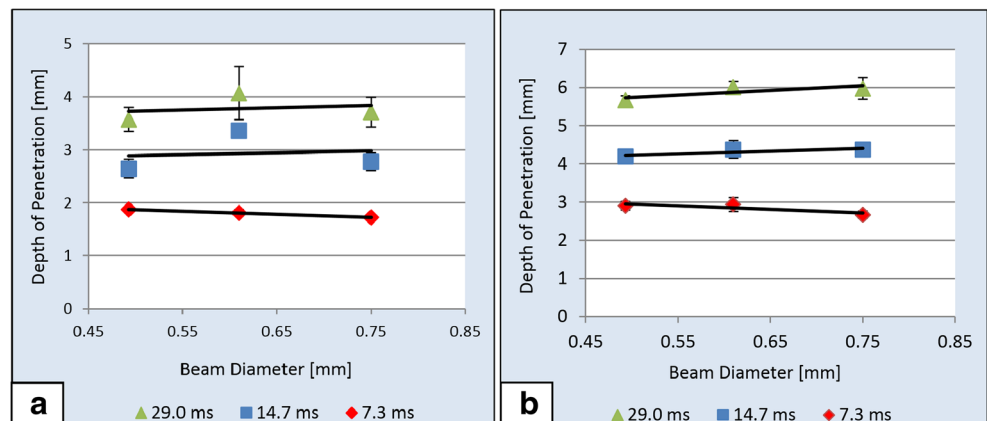 5
4
3
2
1
0
Depth of Penetration [mm]
0.45 0.55 0.65 0.75 0.85
Beam Diameter [mm]
a
29.0 ms 14.7 ms 7.3 ms
7
6
5
4
3
2
1
0
Depth of Penetration [mm]
0.45 0.55 0.65 0.75 0.85
Beam Diameter [mm]
b
29.0 ms 14.7 ms 7.3 ms